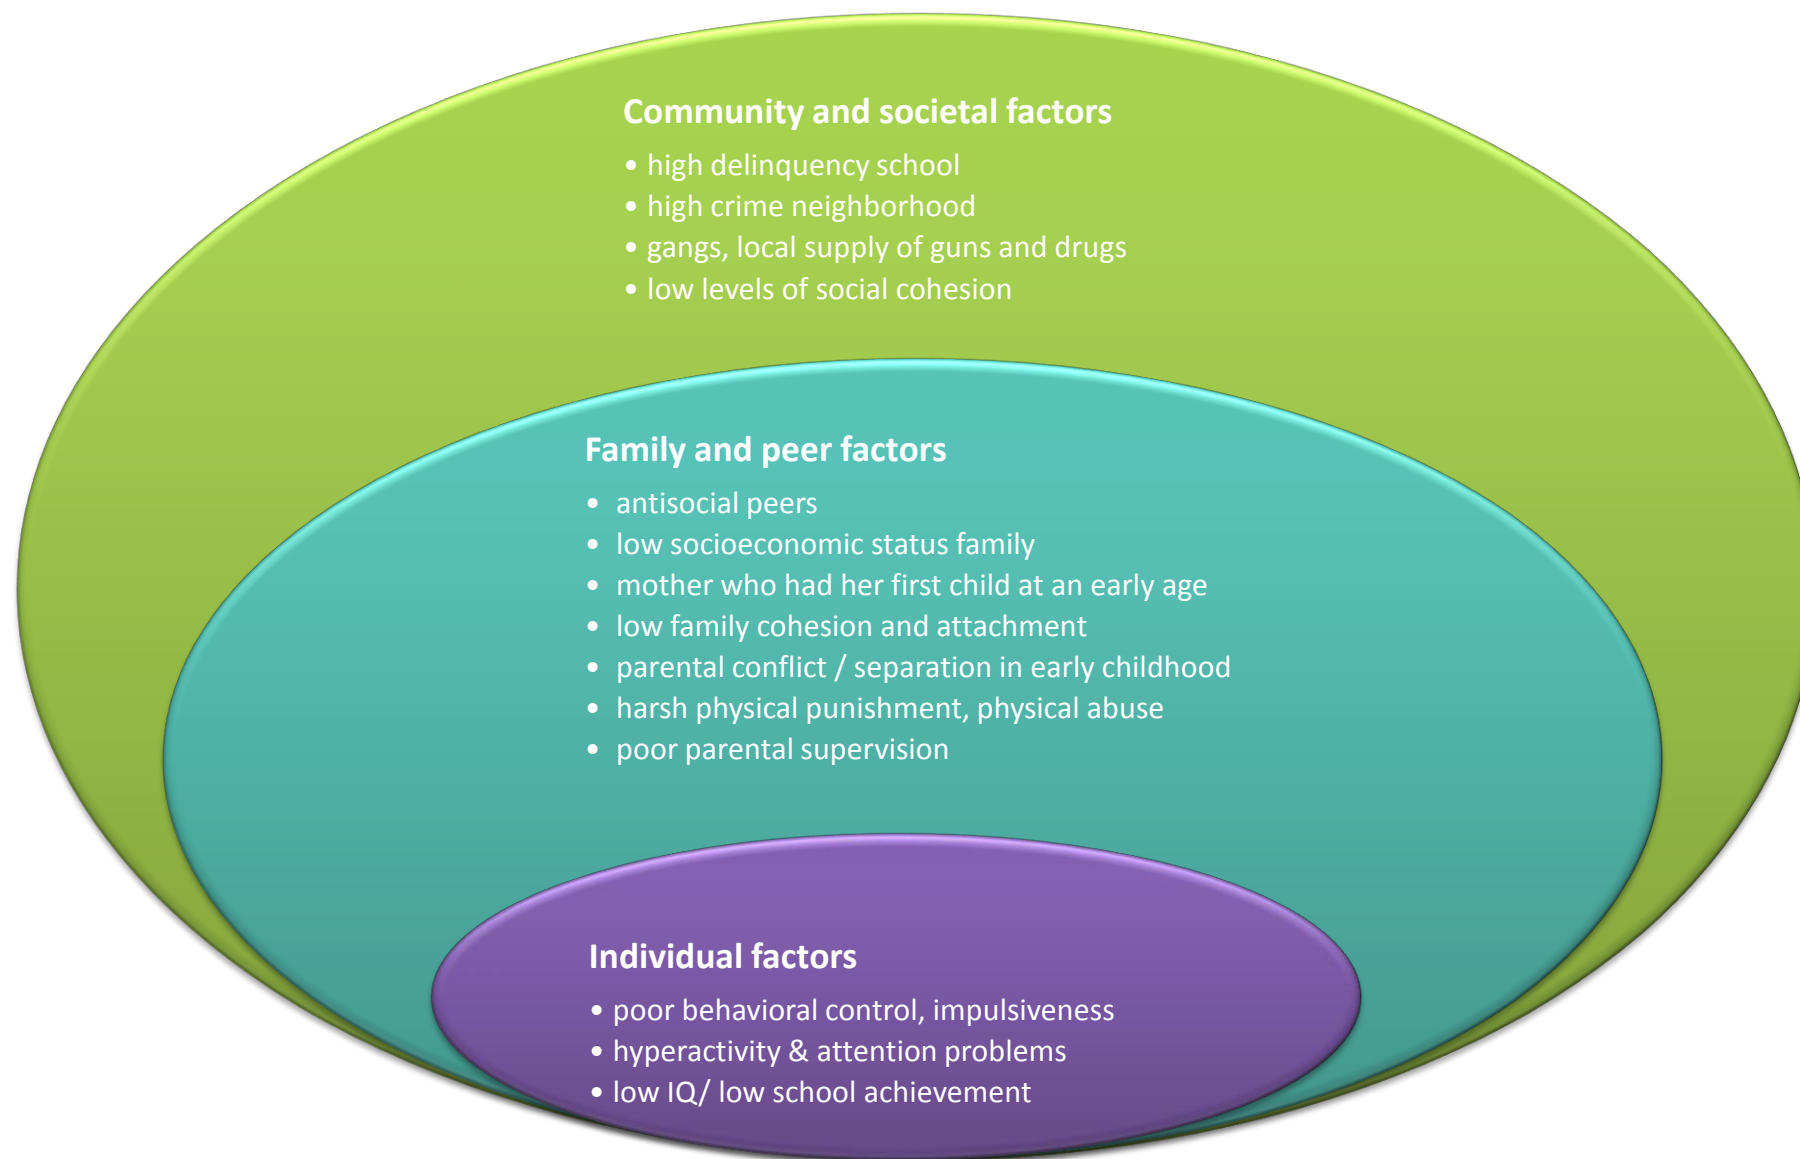 Community and societal factors
• high delinquency school
• high crime neighborhood
• gangs, local supply of guns and drugs
• low levels of social cohesion
Family and peer factors
• antisocial peers
• low socioeconomic status family
• mother who had her first child at an early age
• low family cohesion and attachment
• parental conflict / separation in early childhood
• harsh physical punishment, physical abuse
• poor parental supervision
Individual factors
• poor behavioral control, impulsiveness
• hyperactivity & attention problems
• low IQ/ low school achievement